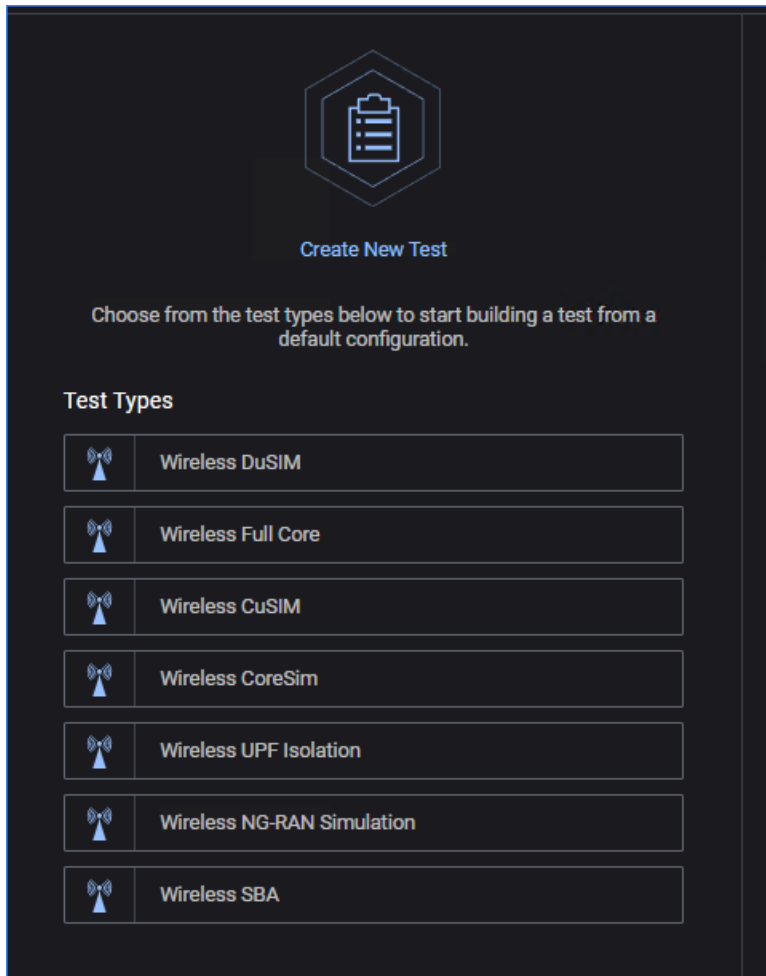 Create New Test
Choose from the test types below to start building a test from a
default configuration.
Test Types
Wireless DuSIM
Wireless Full Core
Wireless CuSIM
Wireless CoreSim
Wireless UPF Isolation
Wireless NG-RAN Simulation
Wireless SBA